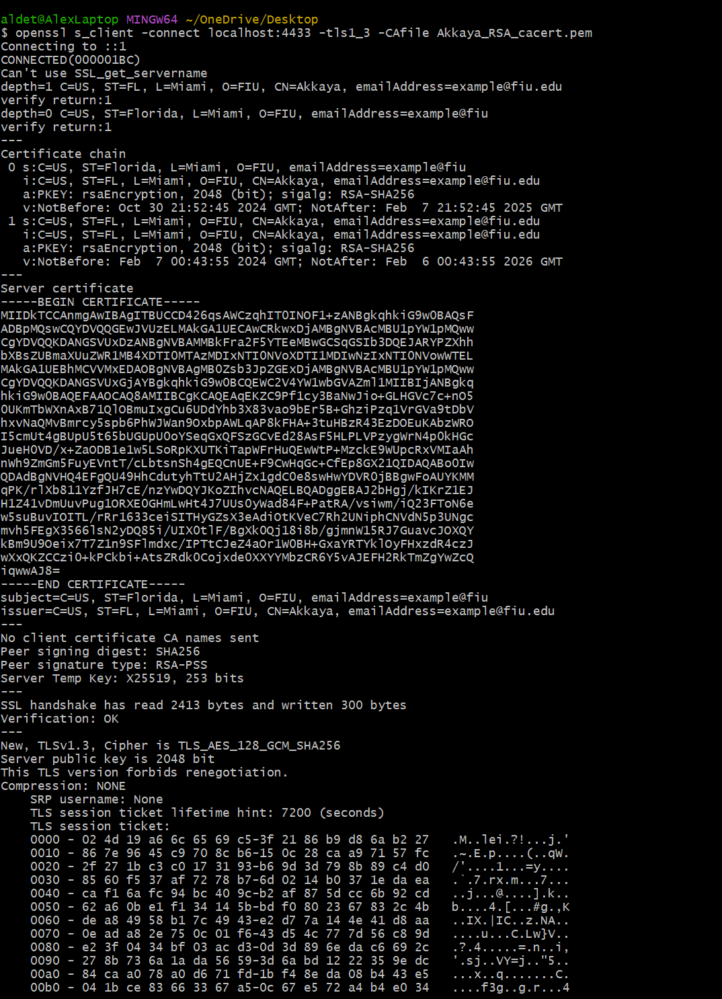 aldet@AlexLaptop MINGW64 ~/OneDrive/Desktop
$ openssl s_client -connect localhost:4433 -tls1_3 -CAfile Akkaya_RSA_cacert.pem
Connecting to ::1
CONNECTED(000001BC)
Can't use SSL_get_servername
depth=1 C=US, ST=FL, L=Miami, O=FIU, CN=Akkaya, emailAddress=example@fiu.edu
verify return:1
depth=0 C=US, ST=Florida, L=Miami, O=FIU, emailAddress=example@fiu
verify return:1
---
Certificate chain
 0 s:C=US, ST=Florida, L=Miami, O=FIU, emailAddress=example@fiu
   i:C=US, ST=FL, L=Miami, O=FIU, CN=Akkaya, emailAddress=example@fiu.edu
   a:PKEY: rsaEncryption, 2048 (bit); sigalg: RSA-SHA256
   v:NotBefore: Oct 30 21:52:45 2024 GMT; NotAfter: Feb  7 21:52:45 2025 GMT
 1 s:C=US, ST=FL, L=Miami, O=FIU, CN=Akkaya, emailAddress=example@fiu.edu
   i:C=US, ST=FL, L=Miami, O=FIU, CN=Akkaya, emailAddress=example@fiu.edu
   a:PKEY: rsaEncryption, 2048 (bit); sigalg: RSA-SHA256
   v:NotBefore: Feb  7 00:43:55 2024 GMT; NotAfter: Feb  6 00:43:55 2026 GMT
---
Server certificate
-----BEGIN CERTIFICATE-----
MIIDkTCCAnmgAwIBAgITBUCCD426qsAWCzqhIT0INOF1+zANBgkqhkiG9w0BAQsF
ADBpMQswCQYDVQQGEwJVUzELMAkGA1UECAwCRkwxDjAMBgNVBAcMBU1pYW1pMQww
CgYDVQQKDANGSVUxDzANBgNVBAMMBkFra2F5YTEeMBwGCSqGSIb3DQEJARYPZXhh
bXBsZUBmaXUuZWR1MB4XDTI0MTAzMDIxNTI0NVoXDTI1MDIwNzIxNTI0NVowWTEL
MAkGA1UEBhMCVVMxEDAOBgNVBAgMB0Zsb3JpZGExDjAMBgNVBAcMBU1pYW1pMQww
CgYDVQQKDANGSVUxGjAYBgkqhkiG9w0BCQEWC2V4YW1wbGVAZml1MIIBIjANBgkq
hkiG9w0BAQEFAAOCAQ8AMIIBCgKCAQEAqEKZC9Pf1cy3BaNwJio+GLHGVc7c+nO5
0UKmTbWXnAxB71QlOBmuIxgCu6UDdYhb3X83vao9bEr5B+GhziPzq1VrGVa9tDbV
hxvNaQMvBmrcy5spb6PhWJWan9OxbpAWLqAP8kFHA+3tuHBzR43EzDOEuKAbzWRO
I5cmUt4gBUpU5t65bUGUpU0oYSeqGxQFSzGCvEd28AsF5HLPLVPzygWrN4p0kHGc
JueH0VD/x+ZaODB1e1w5LSoRpKXUTKiTapWFrHuQEwWtP+MzckE9WUpcRxVMIaAh
nWh9ZmGm5FuyEVntT/cLbtsnSh4gEQCnUE+F9CwHqGc+CfEp8GX21QIDAQABo0Iw
QDAdBgNVHQ4EFgQU49HhCdutyhTtU2AHjZx1gdC0e8swHwYDVR0jBBgwFoAUYKMM
qPK/rlXb811YzfJH7cE/nzYwDQYJKoZIhvcNAQELBQADggEBAJ2bHgj/kIKrZ1EJ
H1Z41vDmUuvPug1ORXE0GHmLwHt4J7UUs0yWad84F+PatRA/vsiwm/iQ23FToN6e
w5suBuvIOITL/rRr1633ceiSITHyGZsX3eAdiOtKVeC7Rh2UNiphCNVdN5p3UNgc
mvh5FEgX3566lsN2yDQ85i/UIXOtlF/BgXk0Qj18i8b/gjmnW15RJ7GuavcJOXQY
kBm9U9Oeix7T7Z1n9SFlmdxc/IPTtCJeZ4aOr1W0BH+GxaYRTYklOyFHxzdR4czJ
wXxQKZCCzi0+kPCkbi+AtsZRdk0Cojxde0XXYYMbzCR6Y5vAJEFH2RkTmZgYwZcQ
iqwwAJ8=
-----END CERTIFICATE-----
subject=C=US, ST=Florida, L=Miami, O=FIU, emailAddress=example@fiu
issuer=C=US, ST=FL, L=Miami, O=FIU, CN=Akkaya, emailAddress=example@fiu.edu
---
No client certificate CA names sent
Peer signing digest: SHA256
Peer signature type: RSA-PSS
Server Temp Key: X25519, 253 bits
---
SSL handshake has read 2413 bytes and written 300 bytes
Verification: OK
---
New, TLSv1.3, Cipher is TLS_AES_128_GCM_SHA256
Server public key is 2048 bit
This TLS version forbids renegotiation.
Compression: NONE
    SRP username: None
    TLS session ticket lifetime hint: 7200 (seconds)
    TLS session ticket:
    0000 - 02 4d 19 a6 6c 65 69 c5-3f 21 86 b9 d8 6a b2 27   .M..lei.?!...j.'
    0010 - 86 7e 96 45 c9 70 8c b6-15 0c 28 ca a9 71 57 fc   .~.E.p....(..qW.
    0020 - 2f 27 1b c3 c0 17 31 93-b6 9d 3d 79 8b 89 c4 d0   /'....1...=y....
    0030 - 85 60 f5 37 af 72 78 b7-6d 02 14 b0 37 1e da ea   .`.7.rx.m...7...
    0040 - ca f1 6a fc 94 bc 40 9c-b2 af 87 5d cc 6b 92 cd   ..j...@....].k..
    0050 - 62 a6 0b e1 f1 34 14 5b-bd f0 80 23 67 83 2c 4b   b....4.[...#g.,K
    0060 - de a8 49 58 b1 7c 49 43-e2 d7 7a 14 4e 41 d8 aa   ..IX.|IC..z.NA..
    0070 - 0e ad a8 2e 75 0c 01 f6-43 d5 4c 77 7d 56 c8 9d   ....u...C.Lw}V..
    0080 - e2 3f 04 34 bf 03 ac d3-0d 3d 89 6e da c6 69 2c   .?.4.....=.n..i,
    0090 - 27 8b 73 6a 1a da 56 59-3d 6a bd 12 22 35 9e dc   '.sj..VY=j.."5..
    00a0 - 84 ca a0 78 a0 d6 71 fd-1b f4 8e da 08 b4 43 e5   ...x..q.......C.
    00b0 - 04 1b ce 83 66 33 67 a5-0c 67 e5 72 a4 b4 e0 34   ....f3g..g.r...4